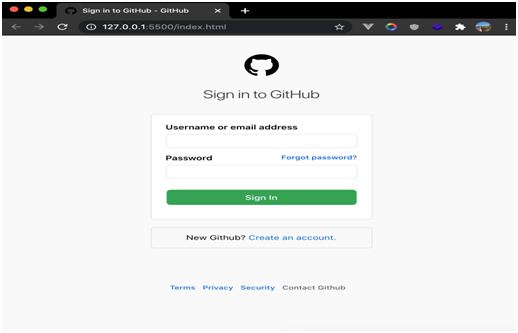 Sign in to GitHub - GitHub
127.0.0.1:5500/index.html
Sign in to GitHub
Username or email address
Password Forgot password?
Sign In
New Github? Create an account.
Terms Privacy Security Contact Github